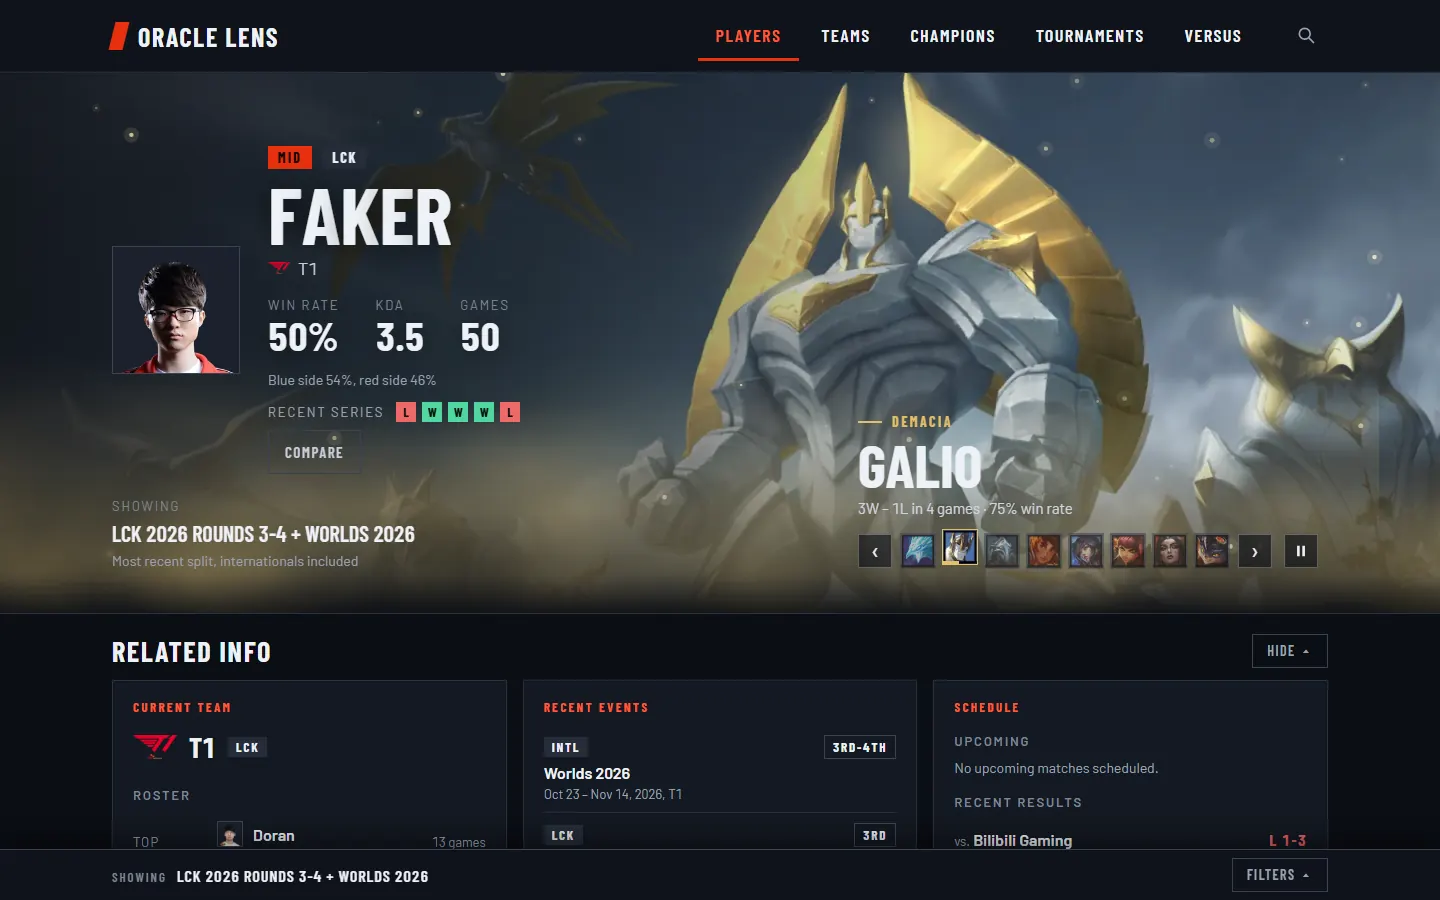 ORACLE LENS
PLAYERS
TEAMS
CHAMPIONS
TOURNAMENTS
VERSUS
MID
LCK
FAKER
T1
WIN RATE
KDA
GAMES
50%
3.5
50
Blue side 54%, red side 46%
RECENT SERIES
L
W
W
W
L
COMPARE
SHOWING
LCK 2026 ROUNDS 3-4 + WORLDS 2026
Most recent split, internationals included
DEMACIA
GALIO
3W – 1L in 4 games · 75% win rate
RELATED INFO
HIDE
CURRENT TEAM
T1
LCK
ROSTER
TOP
Doran
13 games
RECENT EVENTS
INTL
3RD-4TH
Worlds 2026
Oct 23 – Nov 14, 2026, T1
LCK
3RD
SCHEDULE
UPCOMING
No upcoming matches scheduled.
RECENT RESULTS
vs. Bilibili Gaming
L 1-3
SHOWING
LCK 2026 ROUNDS 3-4 + WORLDS 2026
FILTERS